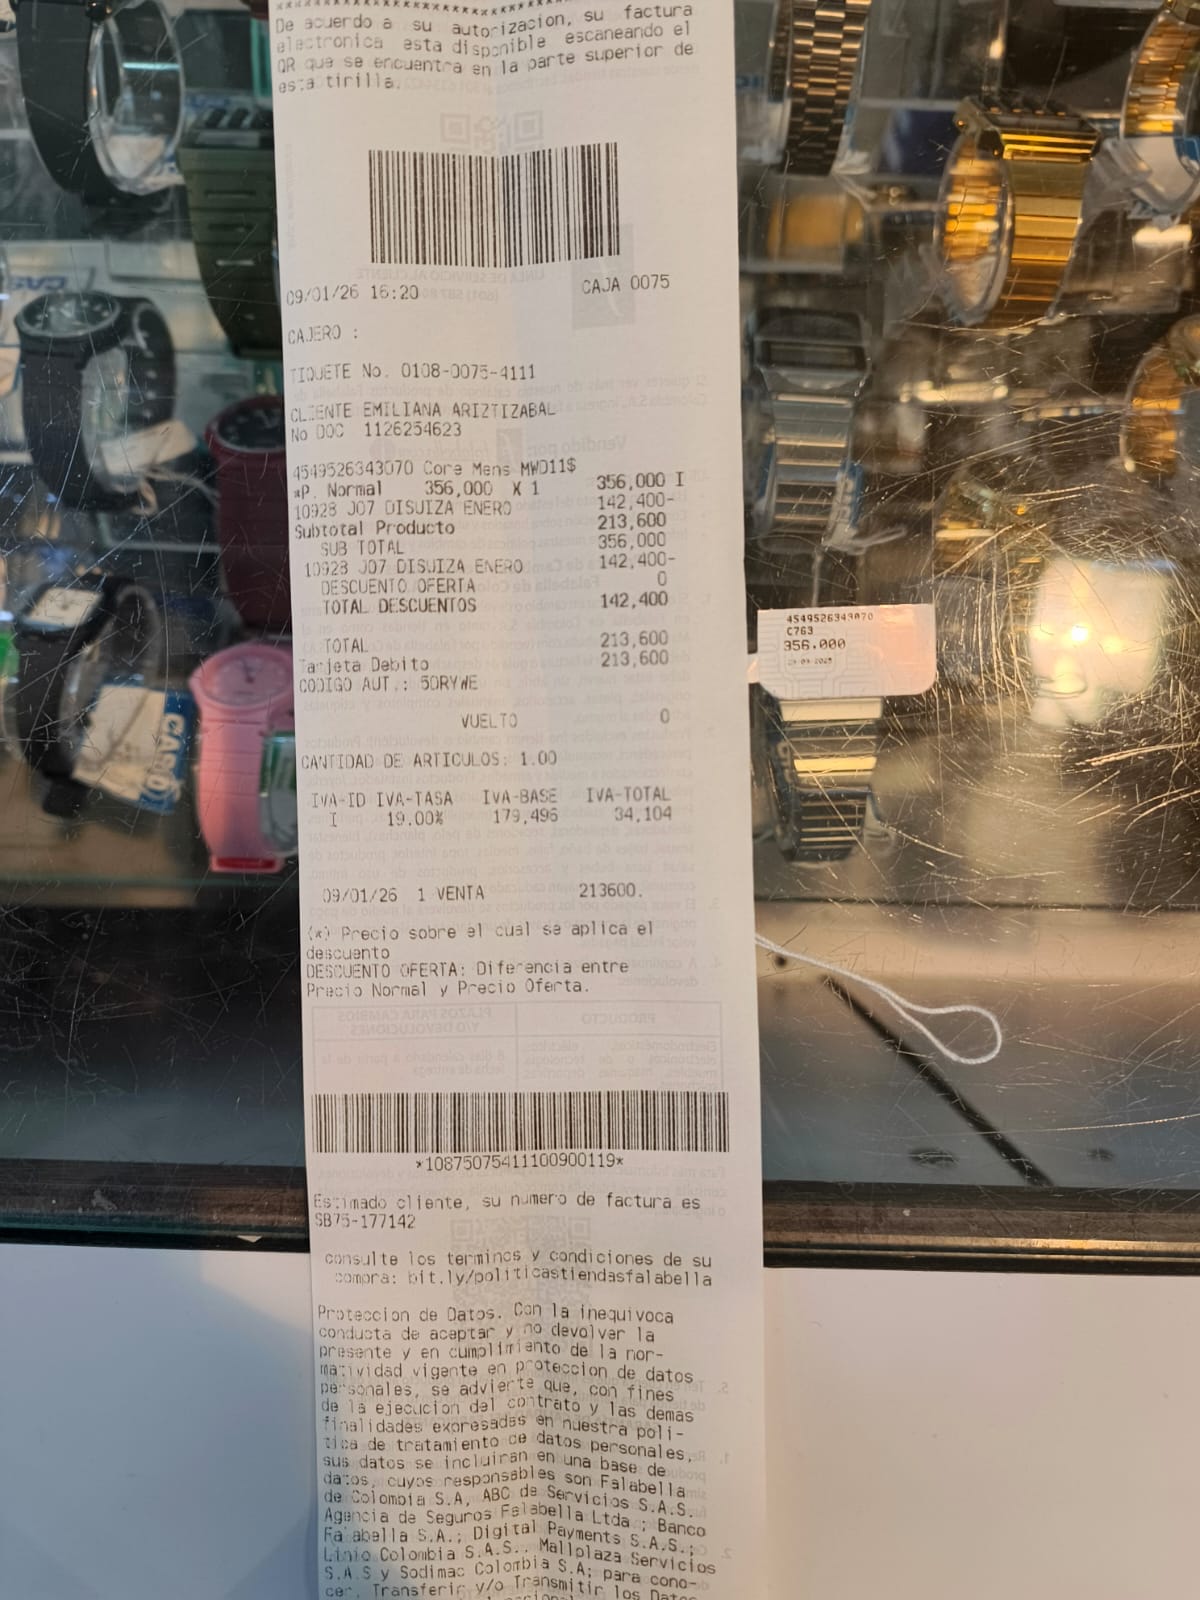 De acuerdo a su autorizacion, su factura
electronica esta disponible escaneando el
QR que se encuentra en la parte superior de
esta tirilla.
09/01/26 16:20 CAJA 0075
CAJERO :
TIQUETE No. 0108-0075-4111
CLIENTE EMILIANA ARIZTIZABAL
No DOC 1126254623
4549526343070 Core Mens MWD11$
*P. Normal 356,000 X 1 356,000 I
10928 J07 DISUIZA ENERO 142,400-
Subtotal Producto 213,600
SUB TOTAL 356,000
10928 J07 DISUIZA ENERO 142,400-
DESCUENTO OFERTA 0
TOTAL DESCUENTOS 142,400
TOTAL 213,600
Tarjeta Debito 213,600
CODIGO AUT.: 5DRYWE
VUELTO 0
CANTIDAD DE ARTICULOS: 1.00
IVA-ID IVA-TASA IVA-BASE IVA-TOTAL
I 19.00% 179,496 34,104
09/01/26 1 VENTA 213600.
(*) Precio sobre el cual se aplica el
descuento
DESCUENTO OFERTA: Diferencia entre
Precio Normal y Precio Oferta.
*10875075411100900119*
Estimado cliente, su numero de factura es
SB75-177142
consulte los terminos y condiciones de su
compra: bit.ly/politicastiendasfalabella
Proteccion de Datos. Con la inequivoca
conducta de aceptar y no devolver la
presente y en cumplimiento de la nor-
matividad vigente en proteccion de datos
personales, se advierte que, con fines
de la ejecucion del contrato y las demas
finalidades expresadas en nuestra poli-
tica de tratamiento de datos personales,
sus datos se incluiran en una base de
datos, cuyos responsables son Falabella
de Colombia S.A, ABC de Servicios S.A.S.
Agencia de Seguros Falabella Ltda.; Banco
Falabella S.A.; Digital Payments S.A.S.;
Linio Colombia S.A.S.. Mallplaza Servicios
S.A.S y Sodimac Colombia S.A; para cono-
cer, Transferir y/o Transmitir los Datos
4549526343070
C763
356.000
CASIO